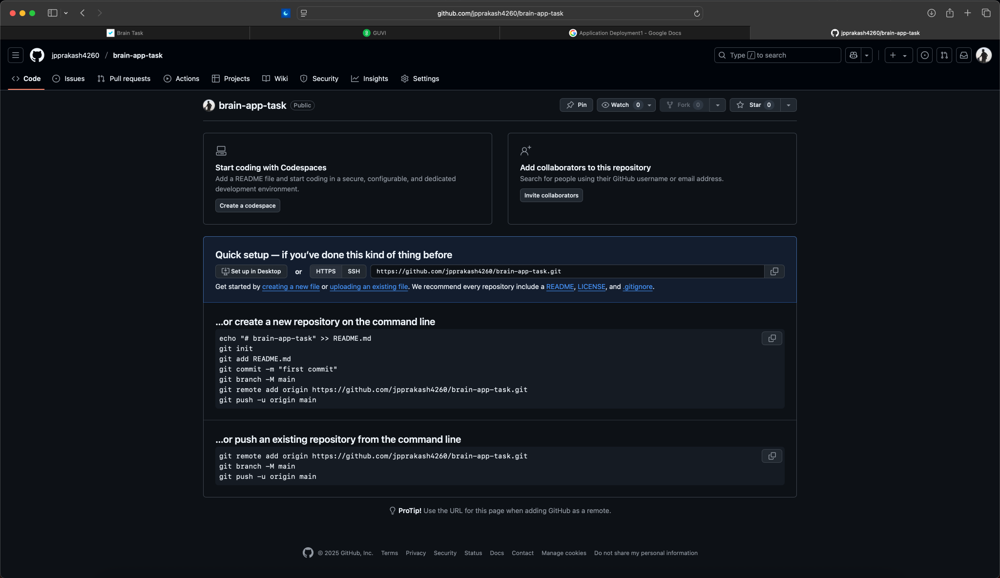 github.com/jpprakash4260/brain-app-task
Brain Task
GUVI
Application Deployment1 - Google Docs
jpprakash4260/brain-app-task
jpprakash4260 / brain-app-task
Type / to search
Code
Issues
Pull requests
Actions
Projects
Wiki
Security
Insights
Settings
brain-app-task Public
Pin
Watch 0
Fork 0
Star 0
Start coding with Codespaces
Add a README file and start coding in a secure, configurable, and dedicated
development environment.
Create a codespace
Add collaborators to this repository
Search for people using their GitHub username or email address.
Invite collaborators
Quick setup — if you’ve done this kind of thing before
Set up in Desktop or HTTPS SSH https://github.com/jpprakash4260/brain-app-task.git
Get started by creating a new file or uploading an existing file. We recommend every repository include a README, LICENSE, and .gitignore.
…or create a new repository on the command line
echo "# brain-app-task" >> README.md
git init
git add README.md
git commit -m "first commit"
git branch -M main
git remote add origin https://github.com/jpprakash4260/brain-app-task.git
git push -u origin main
…or push an existing repository from the command line
git remote add origin https://github.com/jpprakash4260/brain-app-task.git
git branch -M main
git push -u origin main
ProTip! Use the URL for this page when adding GitHub as a remote.
© 2025 GitHub, Inc. Terms Privacy Security Status Docs Contact Manage cookies Do not share my personal information